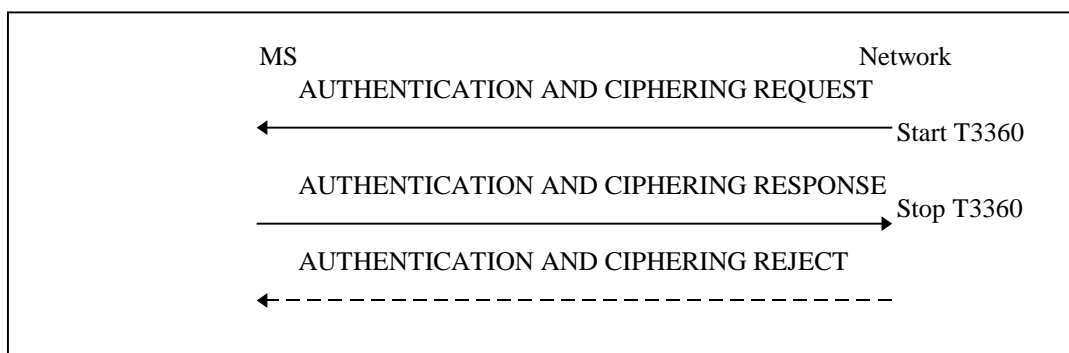 MS Network
AUTHENTICATION AND CIPHERING REQUEST
Start T3360
AUTHENTICATION AND CIPHERING RESPONSE
Stop T3360
AUTHENTICATION AND CIPHERING REJECT